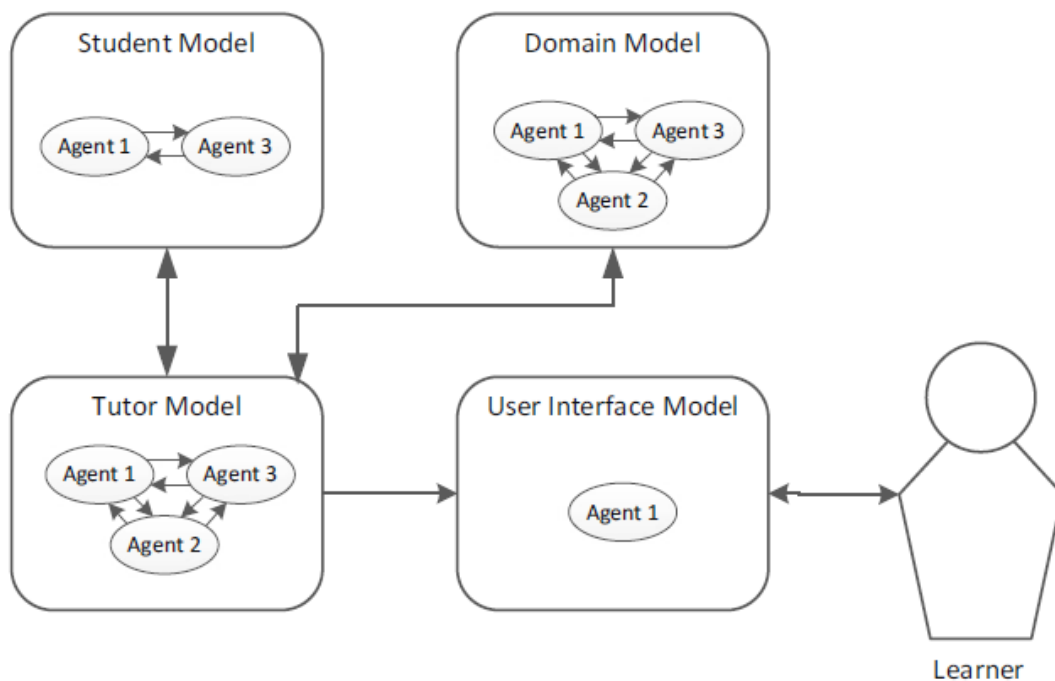 Student Model
Agent 1
Agent 3
Domain Model
Agent 1
Agent 3
Agent 2
Tutor Model
Agent 1
Agent 3
Agent 2
User Interface Model
Agent 1
Learner